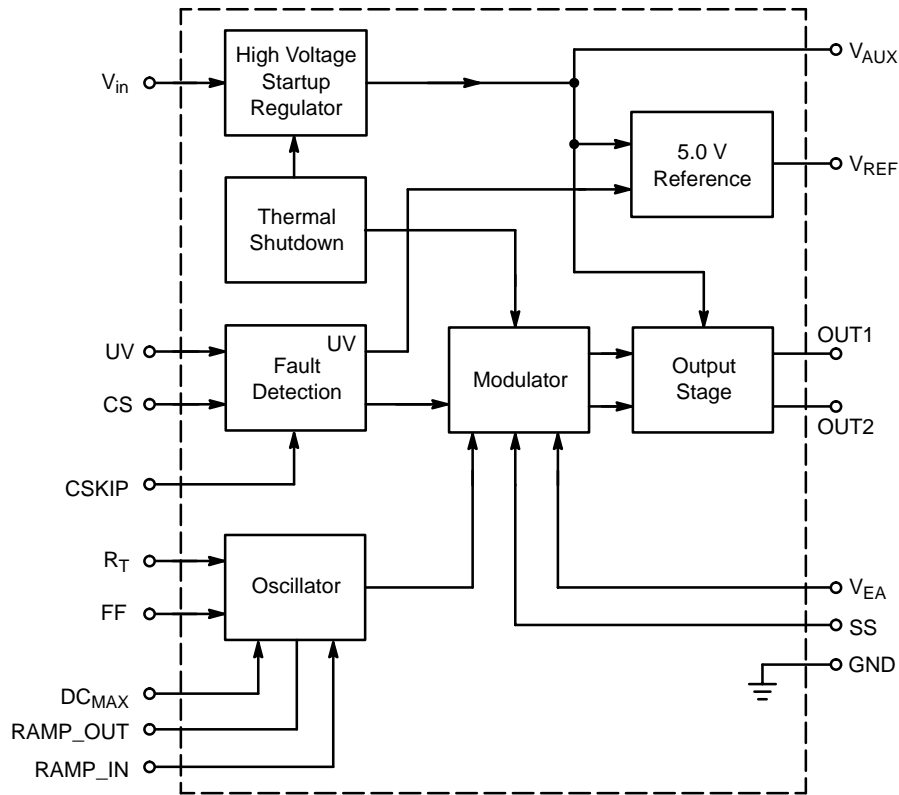 High Voltage
Startup
Regulator
V_AUX
V_in
5.0 V
Reference
V_REF
Thermal
Shutdown
UV
UV
Fault
Detection
CS
Modulator
Output
Stage
OUT1
OUT2
CSKIP
R_T
Oscillator
FF
V_EA
SS
GND
DC_MAX
RAMP_OUT
RAMP_IN